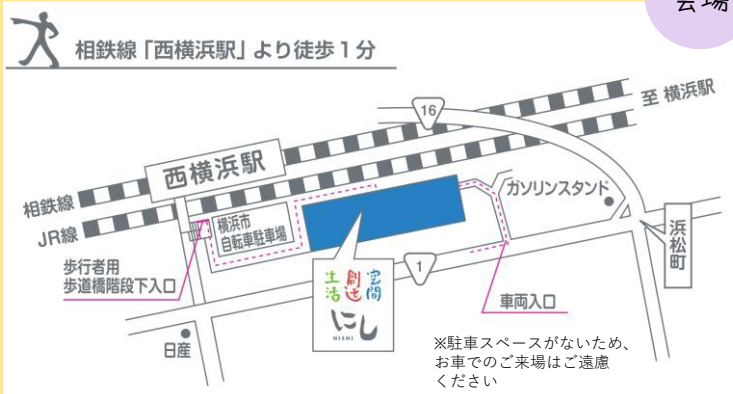 会場
相鉄線「西横浜駅」より徒歩1分
16
至 横浜駅
西横浜駅
相鉄線
JR線
横浜市
自転車駐車場
ガソリンスタンド
浜松町
歩行者用
歩道橋階段下入口
1
生活 創造 空間
にし
NISHI
車両入口
日産
※駐車スペースがないため、
お車でのご来場はご遠慮
ください